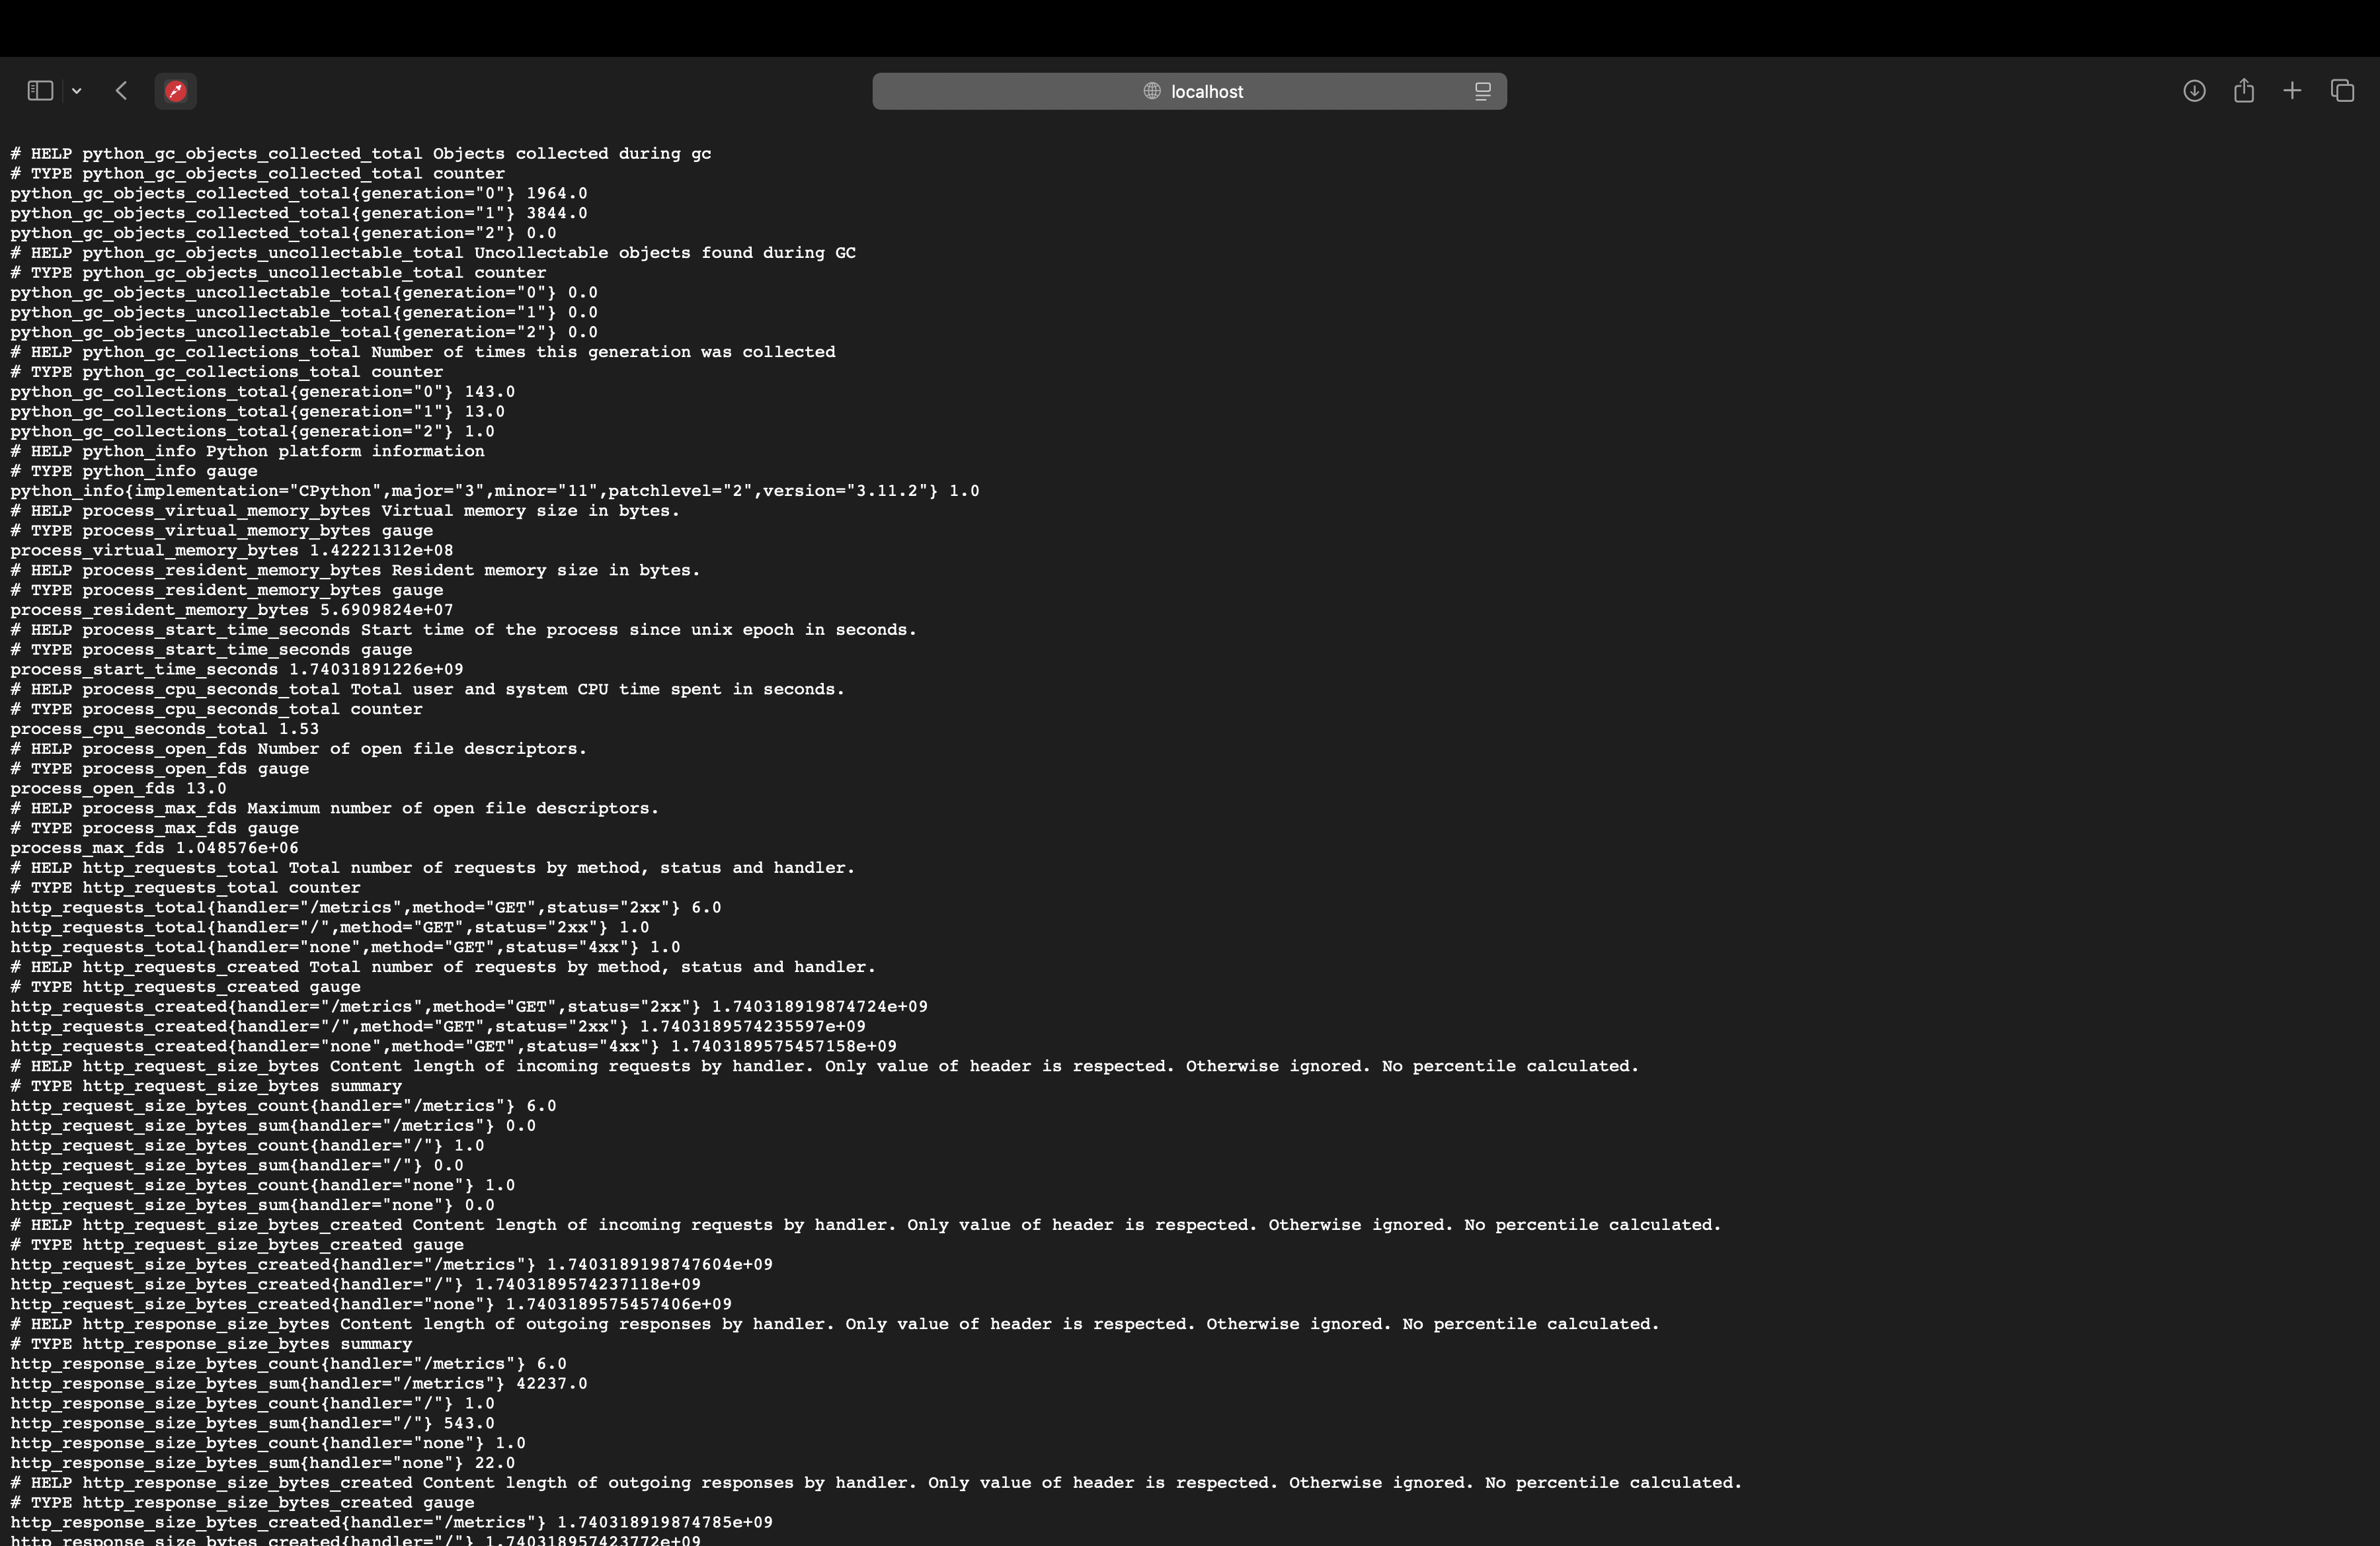 localhost
# HELP python_gc_objects_collected_total Objects collected during gc
# TYPE python_gc_objects_collected_total counter
python_gc_objects_collected_total{generation="0"} 1964.0
python_gc_objects_collected_total{generation="1"} 3844.0
python_gc_objects_collected_total{generation="2"} 0.0
# HELP python_gc_objects_uncollectable_total Uncollectable objects found during GC
# TYPE python_gc_objects_uncollectable_total counter
python_gc_objects_uncollectable_total{generation="0"} 0.0
python_gc_objects_uncollectable_total{generation="1"} 0.0
python_gc_objects_uncollectable_total{generation="2"} 0.0
# HELP python_gc_collections_total Number of times this generation was collected
# TYPE python_gc_collections_total counter
python_gc_collections_total{generation="0"} 143.0
python_gc_collections_total{generation="1"} 13.0
python_gc_collections_total{generation="2"} 1.0
# HELP python_info Python platform information
# TYPE python_info gauge
python_info{implementation="CPython",major="3",minor="11",patchlevel="2",version="3.11.2"} 1.0
# HELP process_virtual_memory_bytes Virtual memory size in bytes.
# TYPE process_virtual_memory_bytes gauge
process_virtual_memory_bytes 1.42221312e+08
# HELP process_resident_memory_bytes Resident memory size in bytes.
# TYPE process_resident_memory_bytes gauge
process_resident_memory_bytes 5.6909824e+07
# HELP process_start_time_seconds Start time of the process since unix epoch in seconds.
# TYPE process_start_time_seconds gauge
process_start_time_seconds 1.74031891226e+09
# HELP process_cpu_seconds_total Total user and system CPU time spent in seconds.
# TYPE process_cpu_seconds_total counter
process_cpu_seconds_total 1.53
# HELP process_open_fds Number of open file descriptors.
# TYPE process_open_fds gauge
process_open_fds 13.0
# HELP process_max_fds Maximum number of open file descriptors.
# TYPE process_max_fds gauge
process_max_fds 1.048576e+06
# HELP http_requests_total Total number of requests by method, status and handler.
# TYPE http_requests_total counter
http_requests_total{handler="/metrics",method="GET",status="2xx"} 6.0
http_requests_total{handler="/",method="GET",status="2xx"} 1.0
http_requests_total{handler="none",method="GET",status="4xx"} 1.0
# HELP http_requests_created Total number of requests by method, status and handler.
# TYPE http_requests_created gauge
http_requests_created{handler="/metrics",method="GET",status="2xx"} 1.740318919874724e+09
http_requests_created{handler="/",method="GET",status="2xx"} 1.7403189574235597e+09
http_requests_created{handler="none",method="GET",status="4xx"} 1.7403189575457158e+09
# HELP http_request_size_bytes Content length of incoming requests by handler. Only value of header is respected. Otherwise ignored. No percentile calculated.
# TYPE http_request_size_bytes summary
http_request_size_bytes_count{handler="/metrics"} 6.0
http_request_size_bytes_sum{handler="/metrics"} 0.0
http_request_size_bytes_count{handler="/"} 1.0
http_request_size_bytes_sum{handler="/"} 0.0
http_request_size_bytes_count{handler="none"} 1.0
http_request_size_bytes_sum{handler="none"} 0.0
# HELP http_request_size_bytes_created Content length of incoming requests by handler. Only value of header is respected. Otherwise ignored. No percentile calculated.
# TYPE http_request_size_bytes_created gauge
http_request_size_bytes_created{handler="/metrics"} 1.7403189198747604e+09
http_request_size_bytes_created{handler="/"} 1.7403189574237118e+09
http_request_size_bytes_created{handler="none"} 1.7403189575457406e+09
# HELP http_response_size_bytes Content length of outgoing responses by handler. Only value of header is respected. Otherwise ignored. No percentile calculated.
# TYPE http_response_size_bytes summary
http_response_size_bytes_count{handler="/metrics"} 6.0
http_response_size_bytes_sum{handler="/metrics"} 42237.0
http_response_size_bytes_count{handler="/"} 1.0
http_response_size_bytes_sum{handler="/"} 543.0
http_response_size_bytes_count{handler="none"} 1.0
http_response_size_bytes_sum{handler="none"} 22.0
# HELP http_response_size_bytes_created Content length of outgoing responses by handler. Only value of header is respected. Otherwise ignored. No percentile calculated.
# TYPE http_response_size_bytes_created gauge
http_response_size_bytes_created{handler="/metrics"} 1.740318919874785e+09
http_response_size_bytes_created{handler="/"} 1.740318957423772e+09